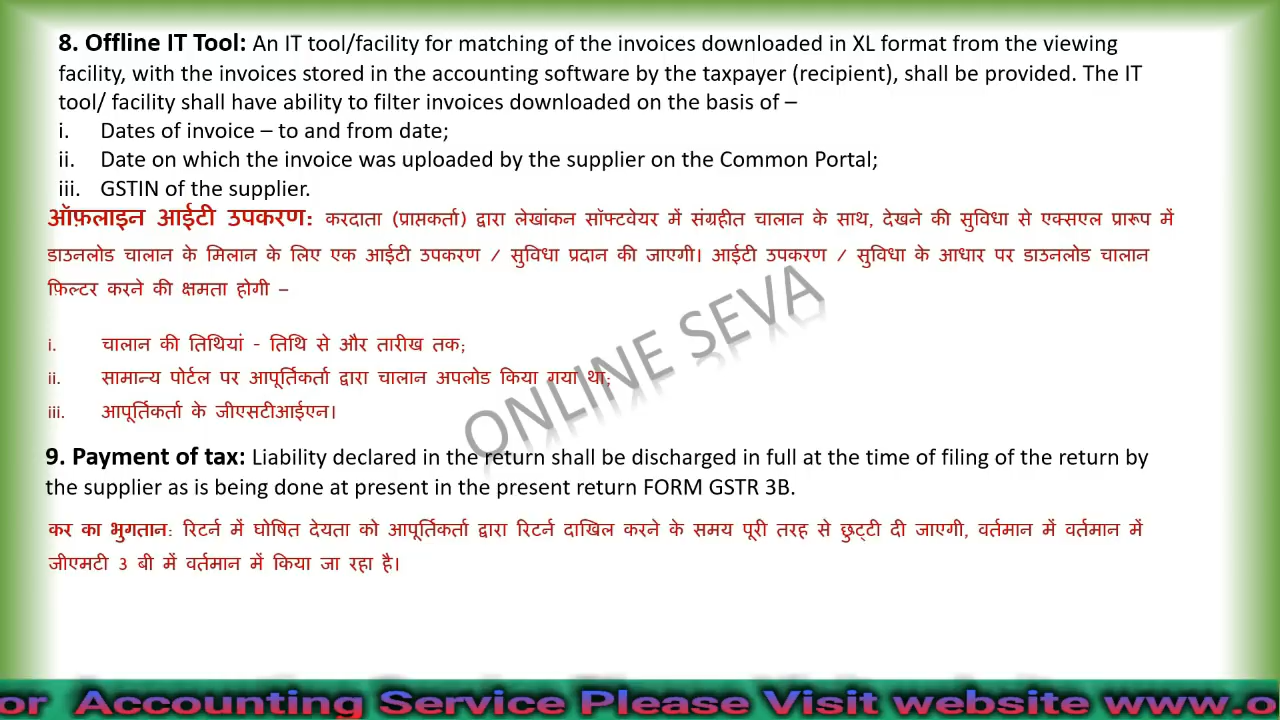 8. Offline IT Tool: An IT tool/facility for matching of the invoices downloaded in XL format from the viewing
facility, with the invoices stored in the accounting software by the taxpayer (recipient), shall be provided. The IT
tool/ facility shall have ability to filter invoices downloaded on the basis of –
i. Dates of invoice – to and from date;
ii. Date on which the invoice was uploaded by the supplier on the Common Portal;
iii. GSTIN of the supplier.
ऑफ़लाइन आईटी उपकरण: करदाता (प्राप्तकर्ता) द्वारा लेखांकन सॉफ्टवेयर में संग्रहीत चालान के साथ, देखने की सुविधा से एक्सएल प्रारूप में
डाउनलोड चालान के मिलान के लिए एक आईटी उपकरण / सुविधा प्रदान की जाएगी। आईटी उपकरण / सुविधा के आधार पर डाउनलोड चालान
फ़िल्टर करने की क्षमता होगी –
i. चालान की तिथियां - तिथि से और तारीख तक;
ii. सामान्य पोर्टल पर आपूर्तिकर्ता द्वारा चालान अपलोड किया गया था;
iii. आपूर्तिकर्ता के जीएसटीआईएन।
ONLINE SEVA
9. Payment of tax: Liability declared in the return shall be discharged in full at the time of filing of the return by
the supplier as is being done at present in the present return FORM GSTR 3B.
कर का भुगतान: रिटर्न में घोषित देयता को आपूर्तिकर्ता द्वारा रिटर्न दाखिल करने के समय पूरी तरह से छुट्टी दी जाएगी, वर्तमान में वर्तमान में
जीएमटी 3 बी में वर्तमान में किया जा रहा है।
or Accounting Service Please Visit website www.o